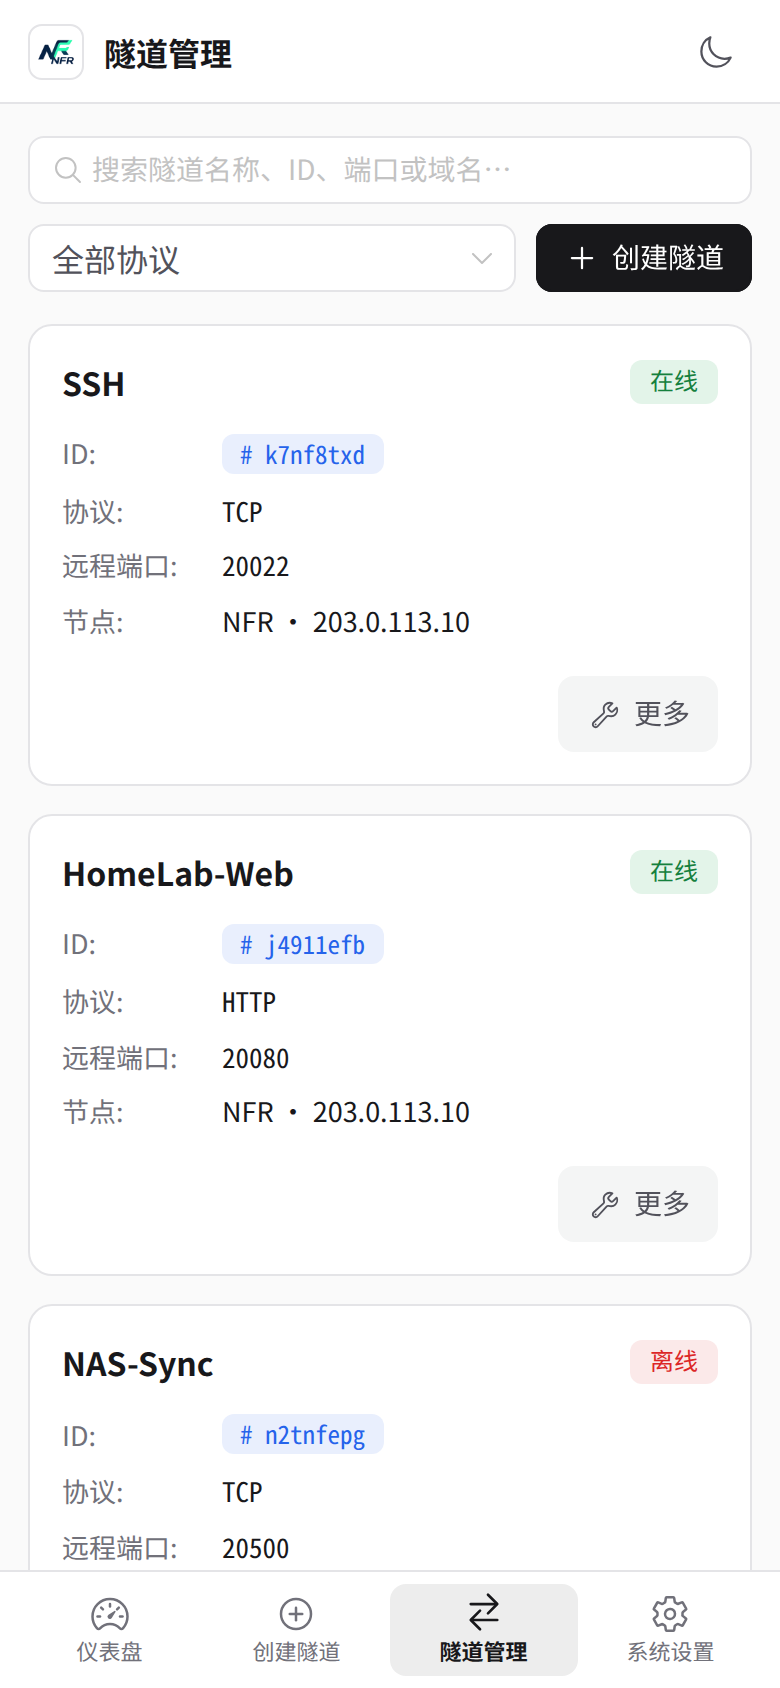 NFR
隧道管理
搜索隧道名称、ID、端口或域名…
全部协议
创建隧道
SSH
在线
ID:
# k7nf8txd
协议:
TCP
远程端口:
20022
节点:
NFR • 203.0.113.10
更多
HomeLab-Web
在线
ID:
# j4911efb
协议:
HTTP
远程端口:
20080
节点:
NFR • 203.0.113.10
更多
NAS-Sync
离线
ID:
# n2tnfepg
协议:
TCP
远程端口:
20500
仪表盘
创建隧道
隧道管理
系统设置